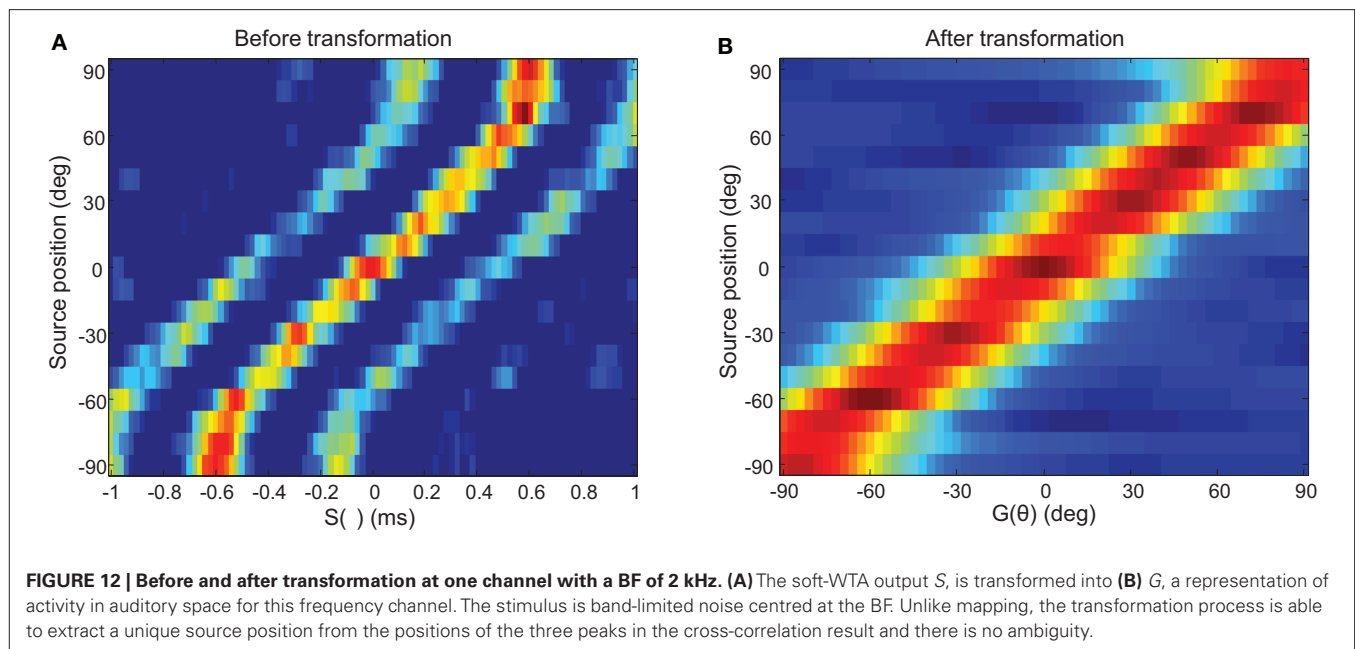 A
Before transformation
90
60
30
0
-30
-60
-90
Source position (deg)
-1
-0.8
-0.6
-0.4
-0.2
0
0.2
0.4
0.6
0.8
1
S( ) (ms)
B
After transformation
90
60
30
0
-30
-60
-90
Source position (deg)
-90
-60
-30
0
30
60
90
G(θ) (deg)
FIGURE 12 | Before and after transformation at one channel with a BF of 2 kHz. (A) The soft-WTA output S, is transformed into (B) G, a representation of
activity in auditory space for this frequency channel. The stimulus is band-limited noise centred at the BF. Unlike mapping, the transformation process is able
to extract a unique source position from the positions of the three peaks in the cross-correlation result and there is no ambiguity.